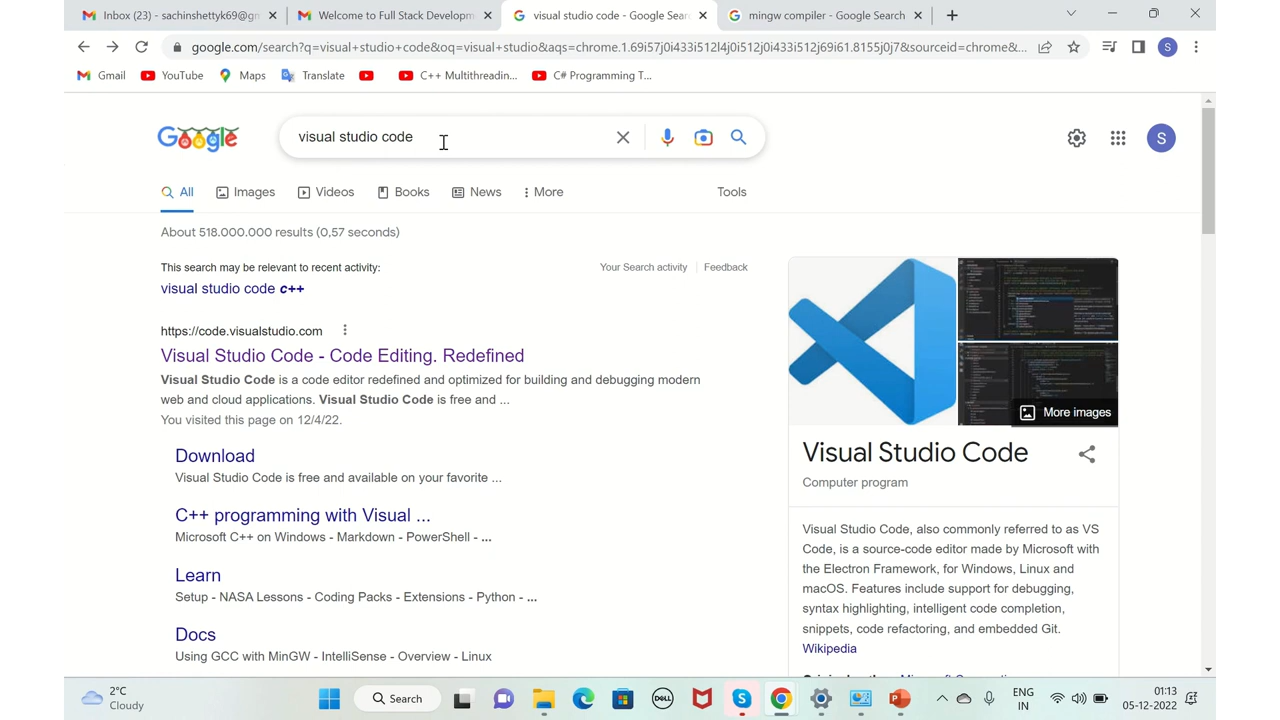 Inbox (23) - sachinshettyk69@gm
Welcome to Full Stack Developm
visual studio code - Google Sear
mingw compiler - Google Search
google.com/search?q=visual+studio+code&oq=visual+studio&aqs=chrome.1.69i57j0i433i512l4j0i512j0i433i512j69i61.8155j0j7&sourceid=chrome&...
S
Gmail
YouTube
Maps
Translate
C++ Multithreadin...
C# Programming T...
Google
visual studio code
S
All
Images
Videos
Books
News
More
Tools
About 518.000.000 results (0,57 seconds)
This search may be relevant to recent activity:
Your Search activity
Feedback
visual studio code c++
https://code.visualstudio.com
Visual Studio Code - Code Editing. Redefined
Visual Studio Code is a code editor redefined and optimized for building and debugging modern
web and cloud applications. Visual Studio Code is free and ...
You visited this page on 12/4/22.
Download
Visual Studio Code is free and available on your favorite ...
C++ programming with Visual ...
Microsoft C++ on Windows - Markdown - PowerShell - ...
Learn
Setup - NASA Lessons - Coding Packs - Extensions - Python - ...
Docs
Using GCC with MinGW - IntelliSense - Overview - Linux
More images
Visual Studio Code
Computer program
Visual Studio Code, also commonly referred to as VS
Code, is a source-code editor made by Microsoft with
the Electron Framework, for Windows, Linux and
macOS. Features include support for debugging,
syntax highlighting, intelligent code completion,
snippets, code refactoring, and embedded Git.
Wikipedia
2°C
Cloudy
Search
DELL
ENG
IN
01:13
05-12-2022